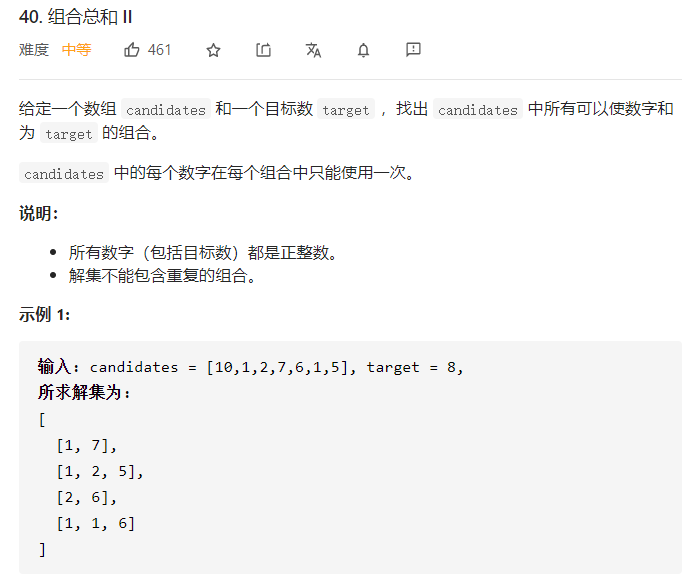 40. 组合总和 II
难度 中等 461
给定一个数组 candidates 和一个目标数 target ，找出 candidates 中所有可以使数字和
为 target 的组合。
candidates 中的每个数字在每个组合中只能使用一次。
说明：
所有数字（包括目标数）都是正整数。
解集不能包含重复的组合。
示例 1:
输入: candidates = [10,1,2,7,6,1,5], target = 8,
所求解集为:
[
[1, 7],
[1, 2, 5],
[2, 6],
[1, 1, 6]
]